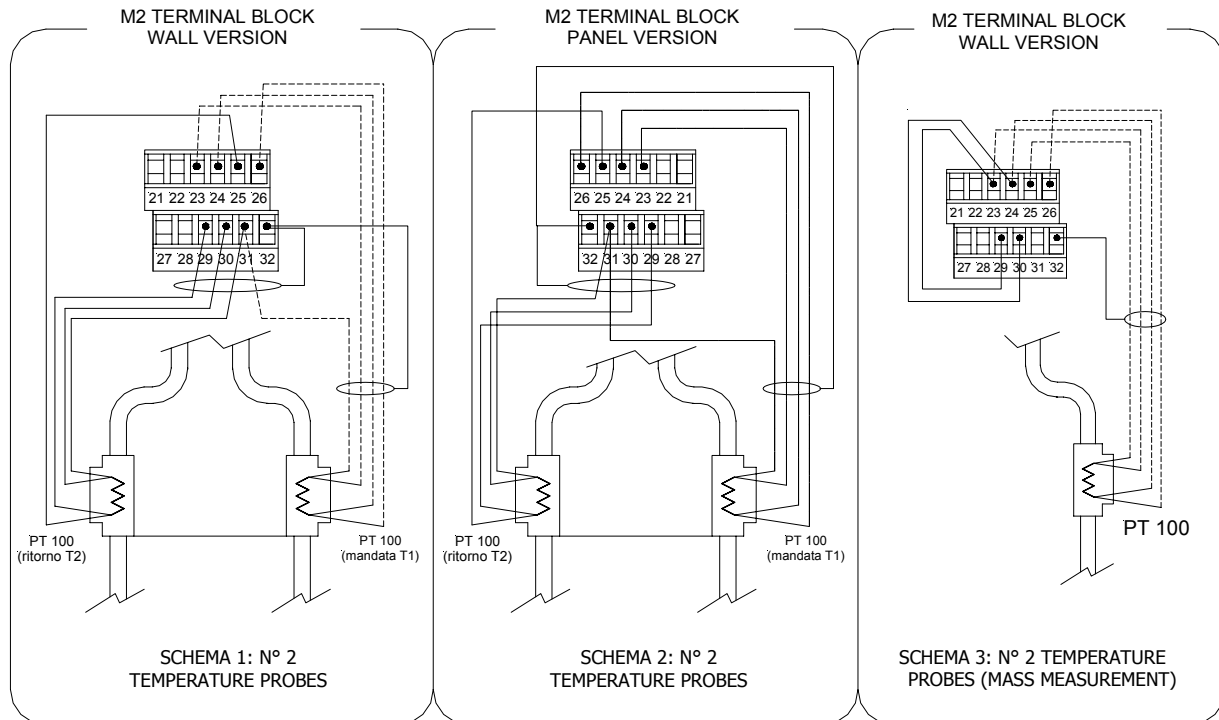 M2 TERMINAL BLOCK
WALL VERSION
21 22 23 24 25 26
27 28 29 30 31 32
PT 100
(ritorno T2)
PT 100
(mandata T1)
SCHEMA 1: N° 2
TEMPERATURE PROBES
M2 TERMINAL BLOCK
PANEL VERSION
26 25 24 23 22 21
32 31 30 29 28 27
PT 100
(ritorno T2)
PT 100
(mandata T1)
SCHEMA 2: N° 2
TEMPERATURE PROBES
M2 TERMINAL BLOCK
WALL VERSION
21 22 23 24 25 26
27 28 29 30 31 32
PT 100
SCHEMA 3: N° 2 TEMPERATURE
PROBES (MASS MEASUREMENT)